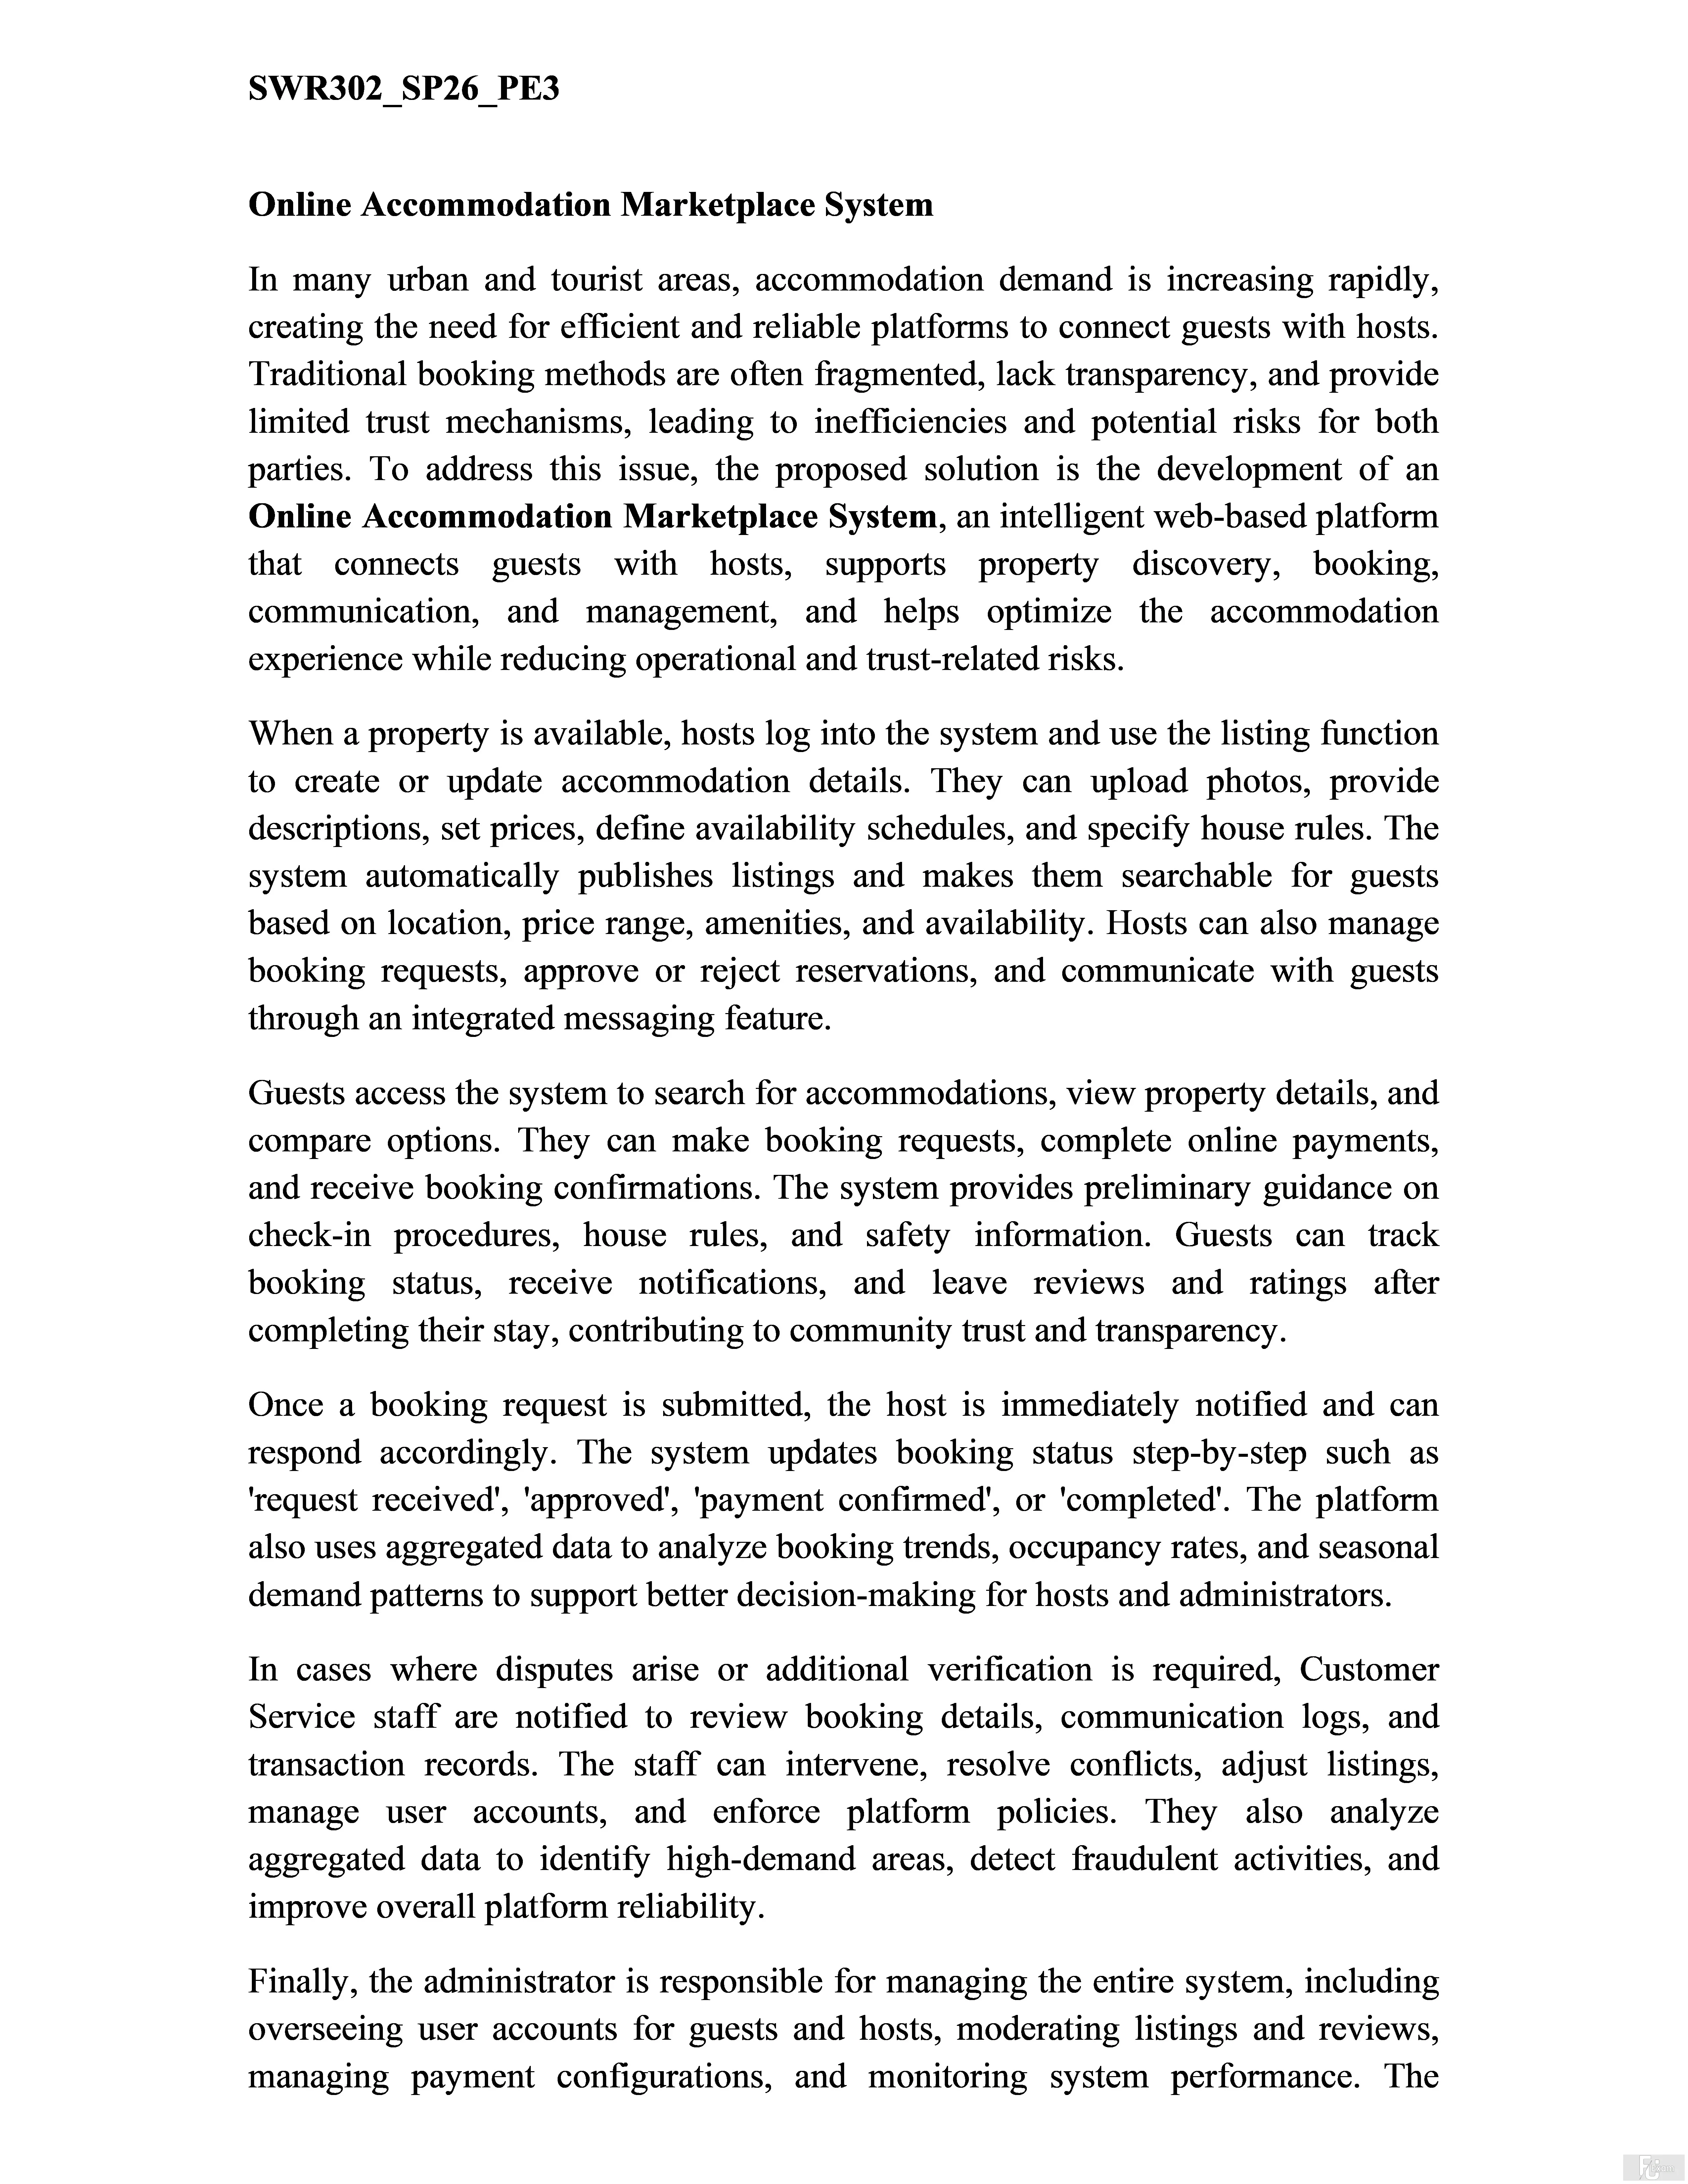 SWR302_SP26_PE3
Online Accommodation Marketplace System
In many urban and tourist areas, accommodation demand is increasing rapidly,
creating the need for efficient and reliable platforms to connect guests with hosts.
Traditional booking methods are often fragmented, lack transparency, and provide
limited trust mechanisms, leading to inefficiencies and potential risks for both
parties. To address this issue, the proposed solution is the development of an
Online Accommodation Marketplace System, an intelligent web-based platform
that connects guests with hosts, supports property discovery, booking,
communication, and management, and helps optimize the accommodation
experience while reducing operational and trust-related risks.
When a property is available, hosts log into the system and use the listing function
to create or update accommodation details. They can upload photos, provide
descriptions, set prices, define availability schedules, and specify house rules. The
system automatically publishes listings and makes them searchable for guests
based on location, price range, amenities, and availability. Hosts can also manage
booking requests, approve or reject reservations, and communicate with guests
through an integrated messaging feature.
Guests access the system to search for accommodations, view property details, and
compare options. They can make booking requests, complete online payments,
and receive booking confirmations. The system provides preliminary guidance on
check-in procedures, house rules, and safety information. Guests can track
booking status, receive notifications, and leave reviews and ratings after
completing their stay, contributing to community trust and transparency.
Once a booking request is submitted, the host is immediately notified and can
respond accordingly. The system updates booking status step-by-step such as
'request received', 'approved', 'payment confirmed', or 'completed'. The platform
also uses aggregated data to analyze booking trends, occupancy rates, and seasonal
demand patterns to support better decision-making for hosts and administrators.
In cases where disputes arise or additional verification is required, Customer
Service staff are notified to review booking details, communication logs, and
transaction records. The staff can intervene, resolve conflicts, adjust listings,
manage user accounts, and enforce platform policies. They also analyze
aggregated data to identify high-demand areas, detect fraudulent activities, and
improve overall platform reliability.
Finally, the administrator is responsible for managing the entire system, including
overseeing user accounts for guests and hosts, moderating listings and reviews,
managing payment configurations, and monitoring system performance. The